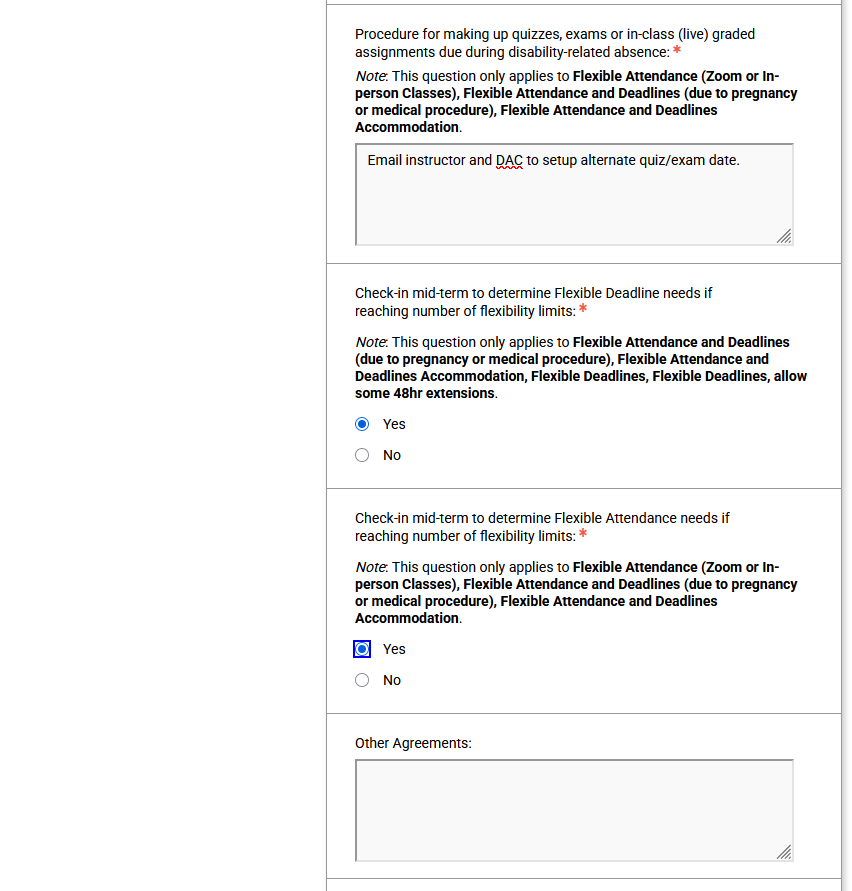 Procedure for making up quizzes, exams or in-class (live) graded
assignments due during disability-related absence: *
Note: This question only applies to Flexible Attendance (Zoom or In-
person Classes), Flexible Attendance and Deadlines (due to pregnancy
or medical procedure), Flexible Attendance and Deadlines
Accommodation.
Email instructor and DAC to setup alternate quiz/exam date.
Check-in mid-term to determine Flexible Deadline needs if
reaching number of flexibility limits: *
Note: This question only applies to Flexible Attendance and Deadlines
(due to pregnancy or medical procedure), Flexible Attendance and
Deadlines Accommodation, Flexible Deadlines, Flexible Deadlines, allow
some 48hr extensions.
Yes
No
Check-in mid-term to determine Flexible Attendance needs if
reaching number of flexibility limits: *
Note: This question only applies to Flexible Attendance (Zoom or In-
person Classes), Flexible Attendance and Deadlines (due to pregnancy
or medical procedure), Flexible Attendance and Deadlines
Accommodation.
Yes
No
Other Agreements: